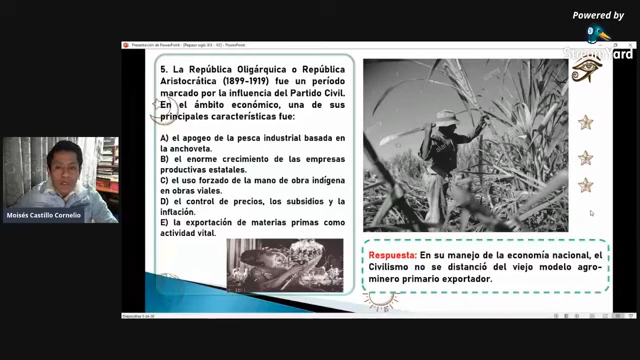 Powered by
StreamYard
Presentación de PowerPoint - [Repaso siglo XIX - XX] - PowerPoint
5. La República Oligárquica o República
Aristocrática (1899-1919) fue un período
marcado por la influencia del Partido Civil.
En el ámbito económico, una de sus
principales características fue:
A) el apogeo de la pesca industrial basada en
la anchoveta.
B) el enorme crecimiento de las empresas
productivas estatales.
C) el uso forzado de la mano de obra indígena
en obras viales.
D) el control de precios, los subsidios y la
inflación.
E) la exportación de materias primas como
actividad vital.
Respuesta: En su manejo de la economía nacional, el
Civilismo no se distanció del viejo modelo agro-
minero primario exportador.
Moisés Castillo Cornelio